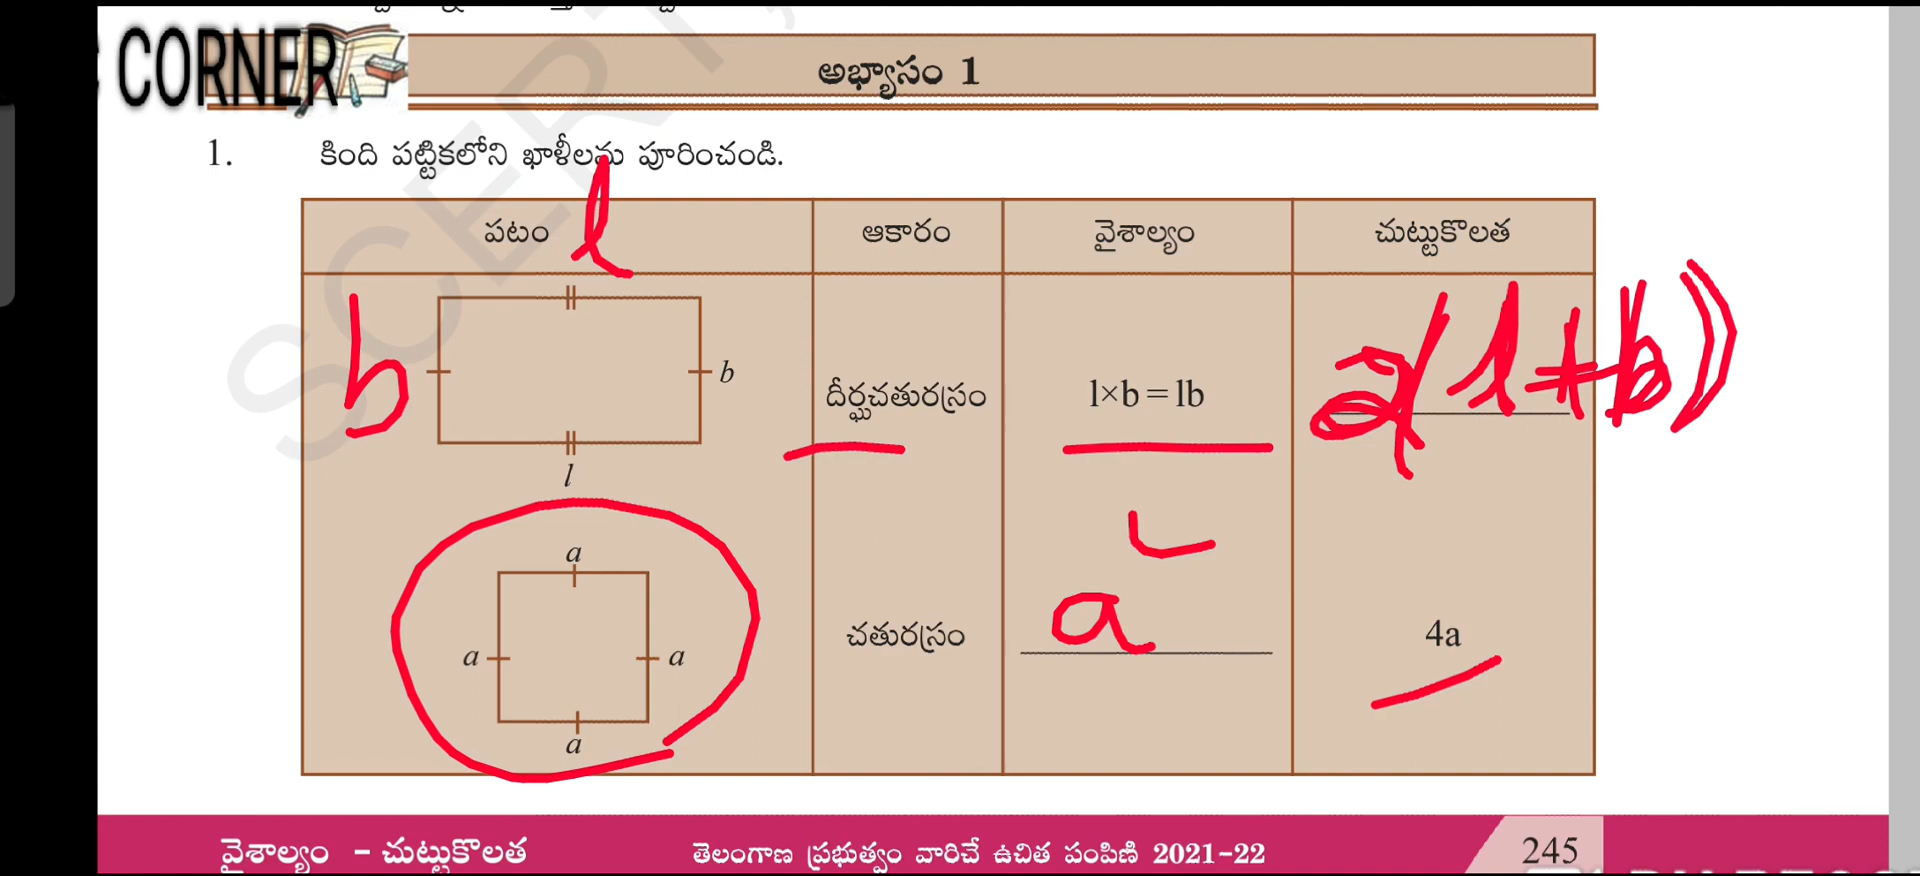 CORNER
అభ్యాసం 1
1. కింది పట్టికలోని ఖాళీలను పూరించండి.
పటం ఆకారం వైశాల్యం చుట్టుకొలత
l
b b దీర్ఘచతురస్రం l×b = lb 2(l+b)
l
a
a a చతురస్రం a 4a
a
వైశాల్యం - చుట్టుకొలత తెలంగాణ ప్రభుత్వం వారిచే ఉచిత పంపిణి 2021-22 245
SCERT